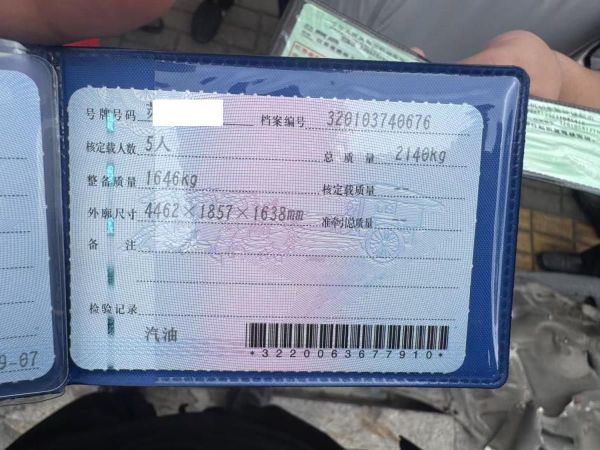 号牌号码 苏 档案编号 320103740676
核定载人数 5人 总质量 2140kg
整备质量 1646kg 核定载质量 --
外廓尺寸 4462×1857×1638mm 准牵引总质量 --
备注
检验记录
汽油
*3220063677910*
9-07